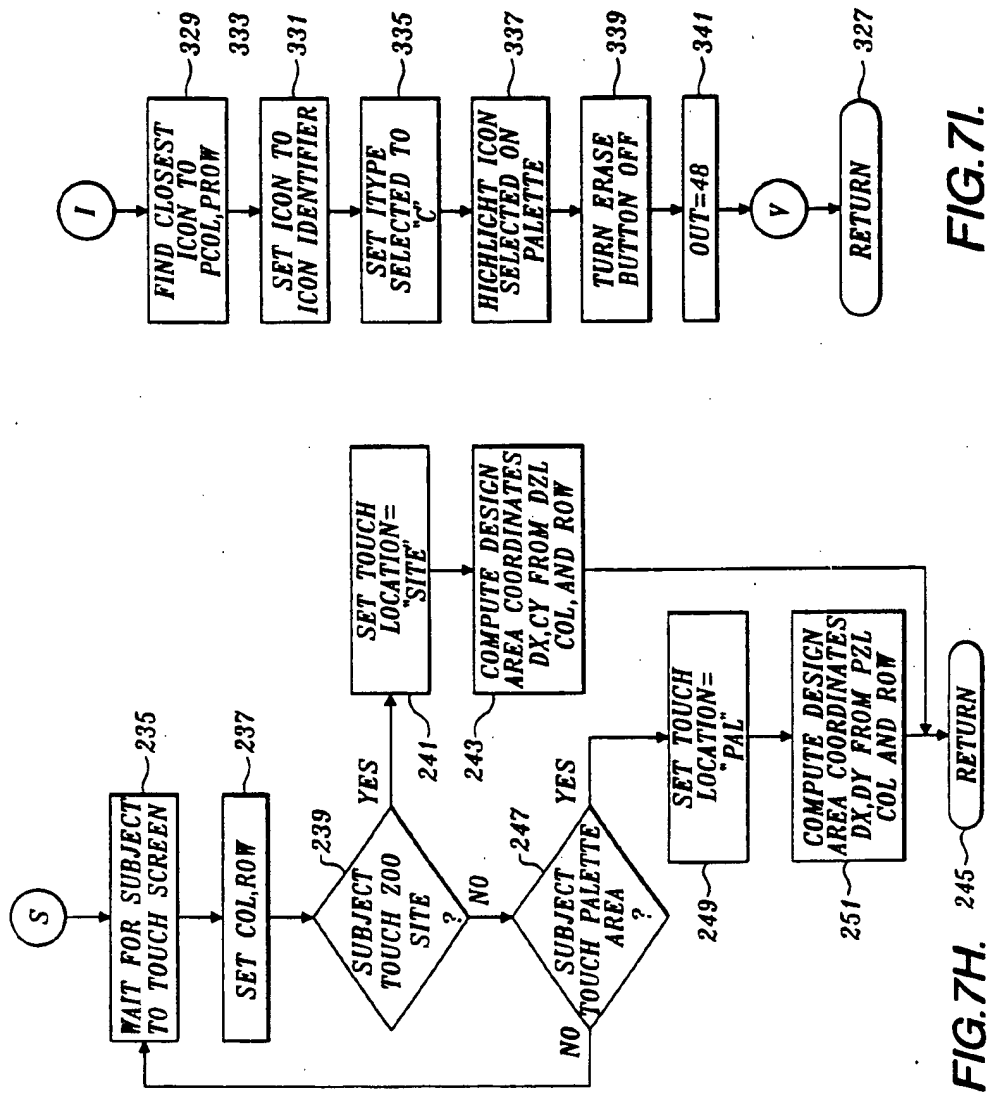 S
WAIT FOR SUBJECT
TO TOUCH SCREEN
235
SET COL,ROW
237
SUBJECT
TOUCH ZOO
SITE
?
239
YES
NO
SET TOUCH
LOCATION=
"SITE"
241
COMPUTE DESIGN
AREA COORDINATES
DX,CY FROM DZL
COL,AND ROW
243
SUBJECT
TOUCH PALETTE
AREA
?
247
YES
NO
SET TOUCH
LOCATION=
"PAL"
249
COMPUTE DESIGN
AREA COORDINATES
DX,DY FROM PZL
COL AND ROW
251
RETURN
245
FIG.7H.
I
FIND CLOSEST
ICON TO
PCOL,PROW
329
333
SET ICON TO
ICON IDENTIFIER
331
SET ITYPE
SELECTED TO
"C"
335
HIGHLIGHT ICON
SELECTED ON
PALETTE
337
TURN ERASE
BUTTON OFF
339
OUT=48
341
V
RETURN
327
FIG.7I.